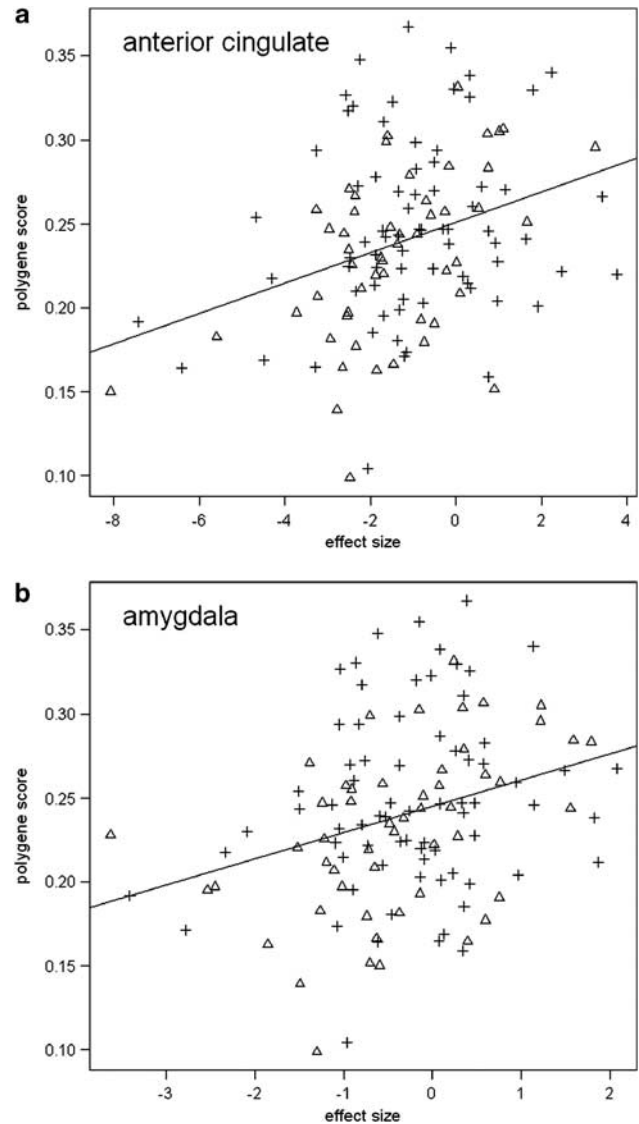 a
anterior cingulate
0.35
0.30
0.25
0.20
0.15
0.10
polygene score
-8 -6 -4 -2 0 2 4
effect size
b
amygdala
0.35
0.30
0.25
0.20
0.15
0.10
polygene score
-3 -2 -1 0 1 2
effect size